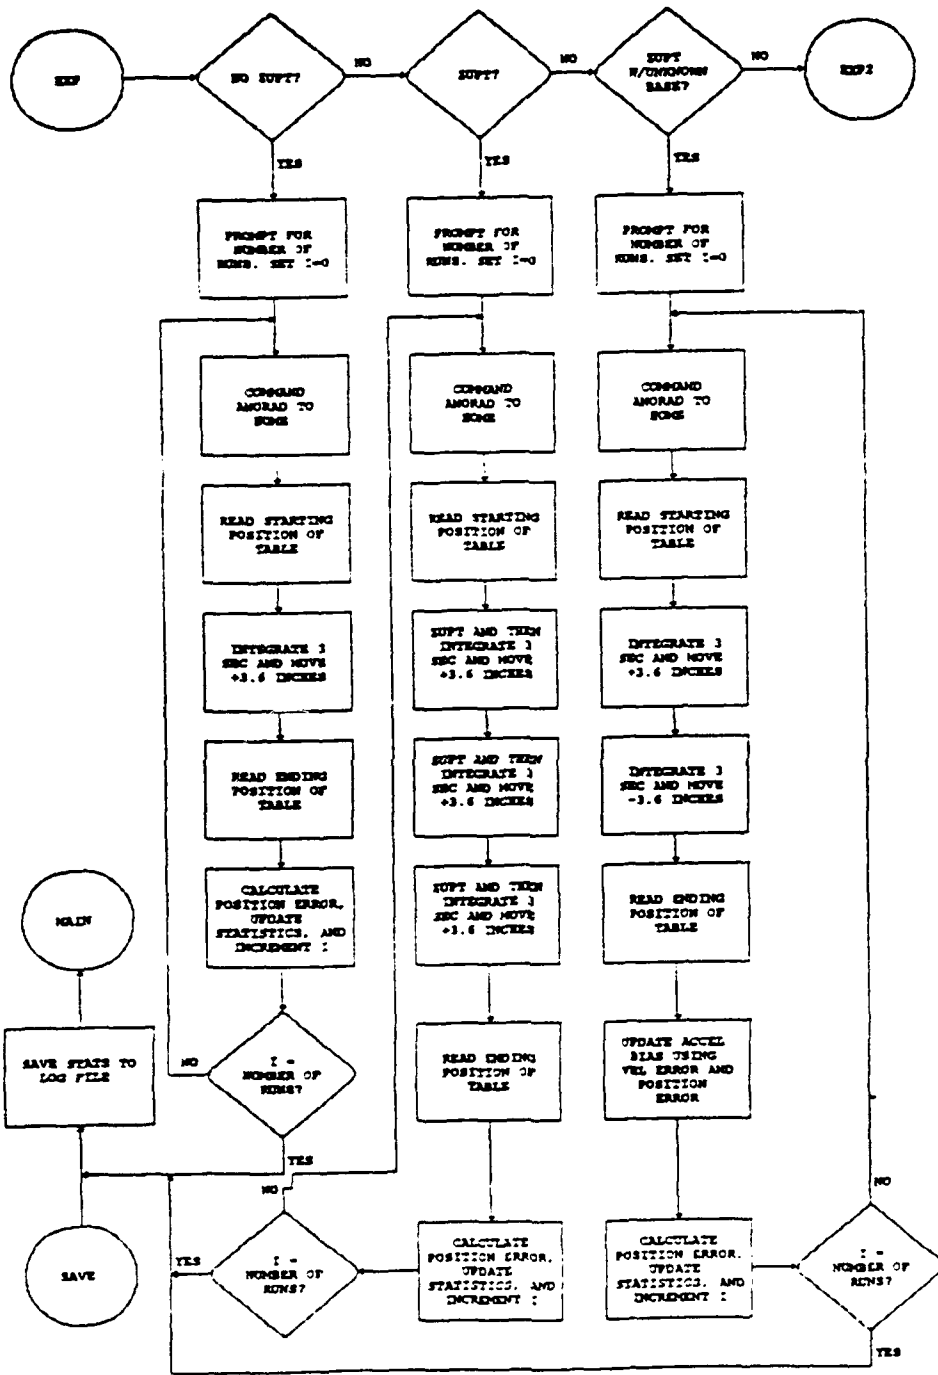 EXP
NO ZUPT?
NO
ZUPT?
NO
ZUPT
W/UNKNOWN
BASE?
NO
EXP2
YES
YES
YES
PROMPT FOR
NUMBER OF
RUNS. SET I=0
PROMPT FOR
NUMBER OF
RUNS. SET I=0
PROMPT FOR
NUMBER OF
RUNS. SET I=0
COMMAND
ANORAD TO
HOME
COMMAND
ANORAD TO
HOME
COMMAND
ANORAD TO
HOME
READ STARTING
POSITION OF
TABLE
READ STARTING
POSITION OF
TABLE
READ STARTING
POSITION OF
TABLE
INTEGRATE 3
SEC AND MOVE
+3.6 INCHES
ZUPT AND THEN
INTEGRATE 3
SEC AND MOVE
+3.6 INCHES
INTEGRATE 3
SEC AND MOVE
+3.6 INCHES
READ ENDING
POSITION OF
TABLE
ZUPT AND THEN
INTEGRATE 3
SEC AND MOVE
+3.6 INCHES
INTEGRATE 3
SEC AND MOVE
-3.6 INCHES
MAIN
CALCULATE
POSITION ERROR,
UPDATE
STATISTICS, AND
INCREMENT I
ZUPT AND THEN
INTEGRATE 3
SEC AND MOVE
+3.6 INCHES
READ ENDING
POSITION OF
TABLE
SAVE STATS TO
LOG FILE
NO
I =
NUMBER OF
RUNS?
READ ENDING
POSITION OF
TABLE
UPDATE ACCEL
BIAS USING
VEL ERROR AND
POSITION
ERROR
YES
NO
NO
SAVE
YES
I =
NUMBER OF
RUNS?
CALCULATE
POSITION ERROR,
UPDATE
STATISTICS, AND
INCREMENT I
CALCULATE
POSITION ERROR,
UPDATE
STATISTICS, AND
INCREMENT I
I =
NUMBER OF
RUNS?
YES